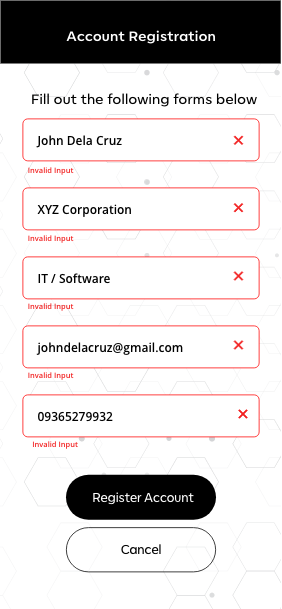 Account Registration
Fill out the following forms below
John Dela Cruz
Invalid Input
XYZ Corporation
Invalid Input
IT / Software
Invalid Input
johndelacruz@gmail.com
Invalid Input
09365279932
Invalid Input
Register Account
Cancel